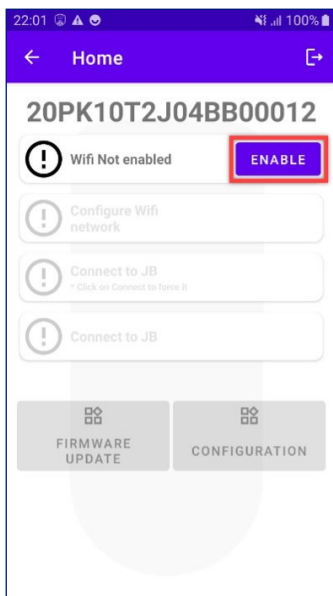 22:01 100%
Home
20PK10T2J04BB00012
Wifi Not enabled ENABLE
Configure Wifi
network
Connect to JB
* Click on Connect to force it
Connect to JB
FIRMWARE
UPDATE
CONFIGURATION